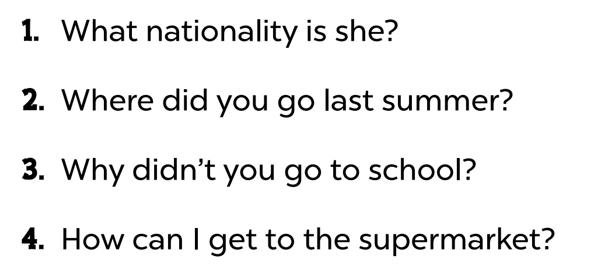 1. What nationality is she?
2. Where did you go last summer?
3. Why didn’t you go to school?
4. How can I get to the supermarket?